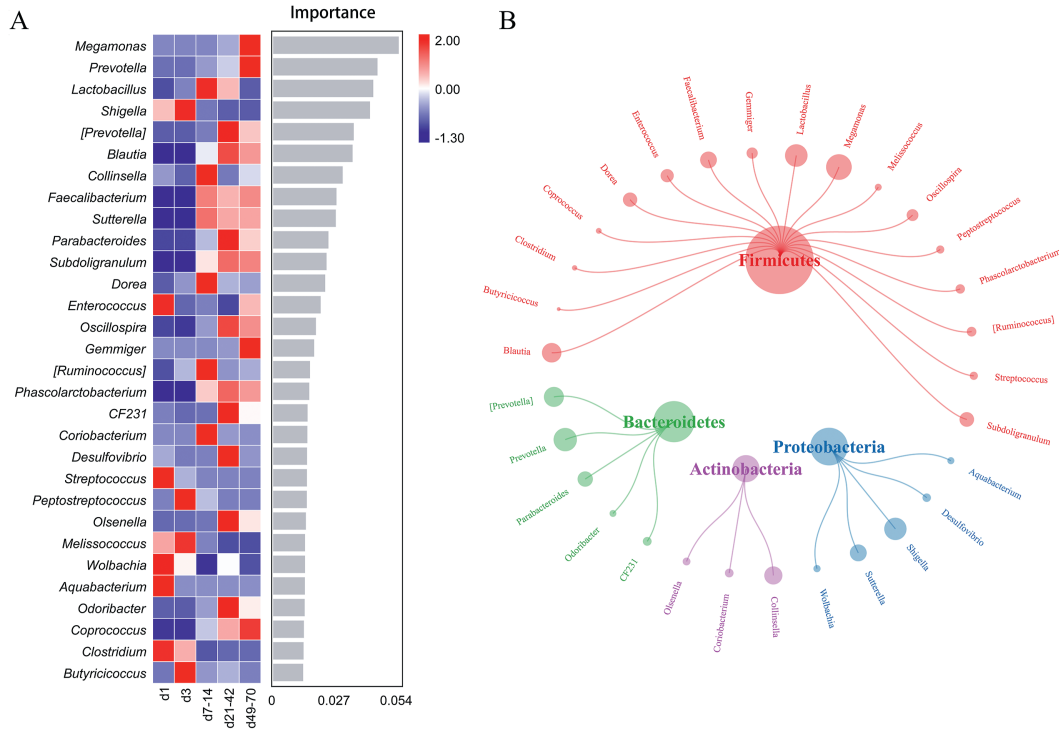 A
Importance
Megamonas
Prevotella
Lactobacillus
Shigella
[Prevotella]
Blautia
Collinsella
Faecalibacterium
Sutterella
Parabacteroides
Subdoligranulum
Dorea
Enterococcus
Oscillospira
Gemmiger
[Ruminococcus]
Phascolarctobacterium
CF231
Coriobacterium
Desulfovibrio
Streptococcus
Peptostreptococcus
Olsenella
Melissococcus
Wolbachia
Aquabacterium
Odoribacter
Coprococcus
Clostridium
Butyricicoccus
d1
d3
d7-14
d21-42
d49-70
0
0.027
0.054
2.00
0.00
-1.30
B
Firmicutes
Blautia
Butyricicoccus
Clostridium
Coprococcus
Dorea
Enterococcus
Faecalibacterium
Gemmiger
Lactobacillus
Megamonas
Melissococcus
Oscillospira
Peptostreptococcus
Phascolarctobacterium
[Ruminococcus]
Streptococcus
Subdoligranulum
Bacteroidetes
[Prevotella]
Prevotella
Parabacteroides
Odoribacter
CF231
Actinobacteria
Olsenella
Coriobacterium
Collinsella
Proteobacteria
Wolbachia
Sutterella
Shigella
Desulfovibrio
Aquabacterium